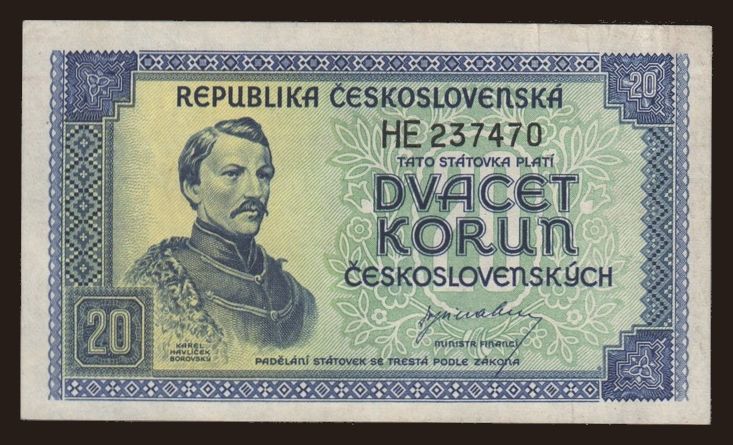 20
REPUBLIKA ČESKOSLOVENSKÁ
HE 237470
TATO STÁTOVKA PLATÍ
DVACET
KORUN
ČESKOSLOVENSKÝCH
20
KAREL
HAVLÍČEK
BOROVSKÝ
MINISTR FINANCÍ
PADĚLÁNÍ STÁTOVEK SE TRESTÁ PODLE ZÁKONA